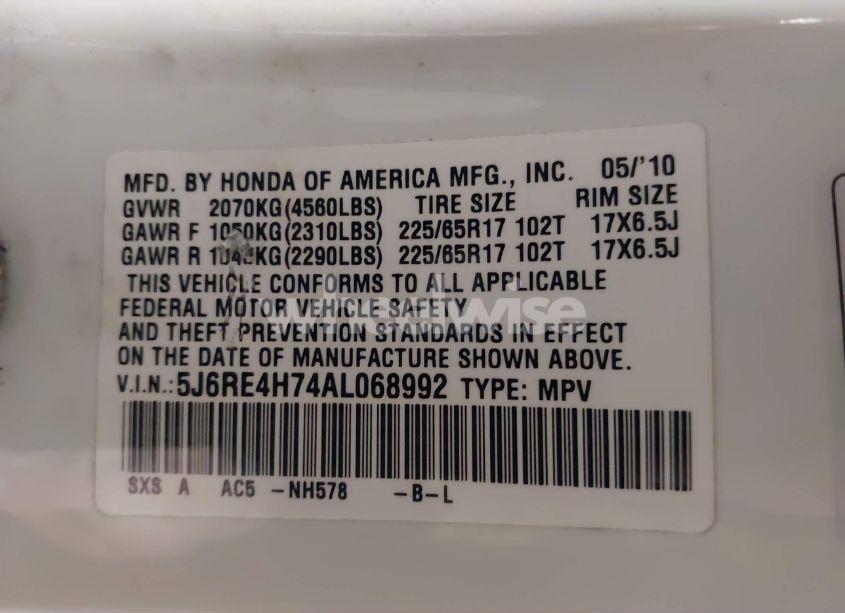 MFD. BY HONDA OF AMERICA MFG., INC. 05/'10
GVWR 2070KG(4560LBS) TIRE SIZE RIM SIZE
GAWR F 1050KG(2310LBS) 225/65R17 102T 17X6.5J
GAWR R 1040KG(2290LBS) 225/65R17 102T 17X6.5J
THIS VEHICLE CONFORMS TO ALL APPLICABLE
FEDERAL MOTOR VEHICLE SAFETY
AND THEFT PREVENTION STANDARDS IN EFFECT
ON THE DATE OF MANUFACTURE SHOWN ABOVE.
V.I.N.:5J6RE4H74AL068992 TYPE: MPV
SXS A AC5 -NH578 -B-L